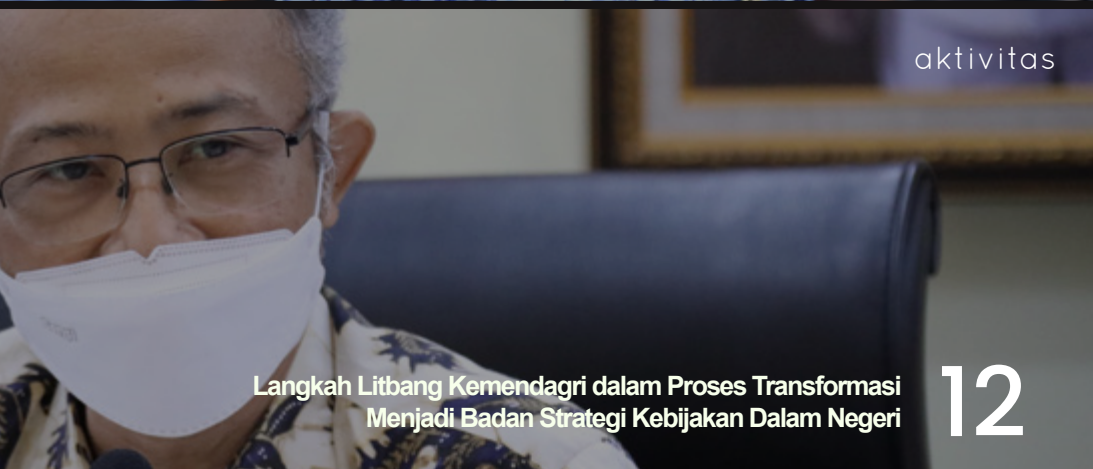 aktivitas
Langkah Litbang Kemendagri dalam Proses Transformasi
Menjadi Badan Strategi Kebijakan Dalam Negeri
12